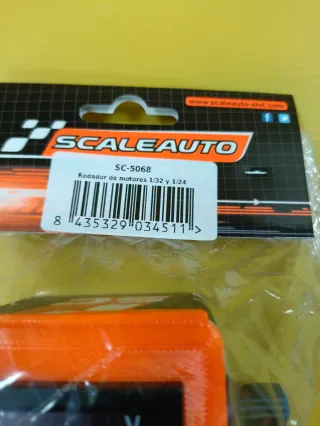 www.scaleauto-slot.com
SCALEAUTO
SC-5068
Rodador de motores 1/32 y 1/24
8 435329 034511 >
V